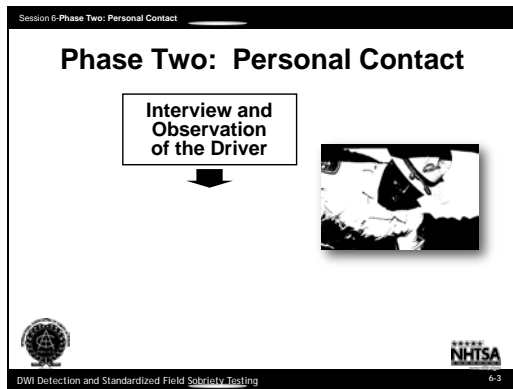 Session 6-Phase Two: Personal Contact
Phase Two: Personal Contact
Interview and
Observation
of the Driver
NHTSA
DWI Detection and Standardized Field Sobriety Testing
6-3